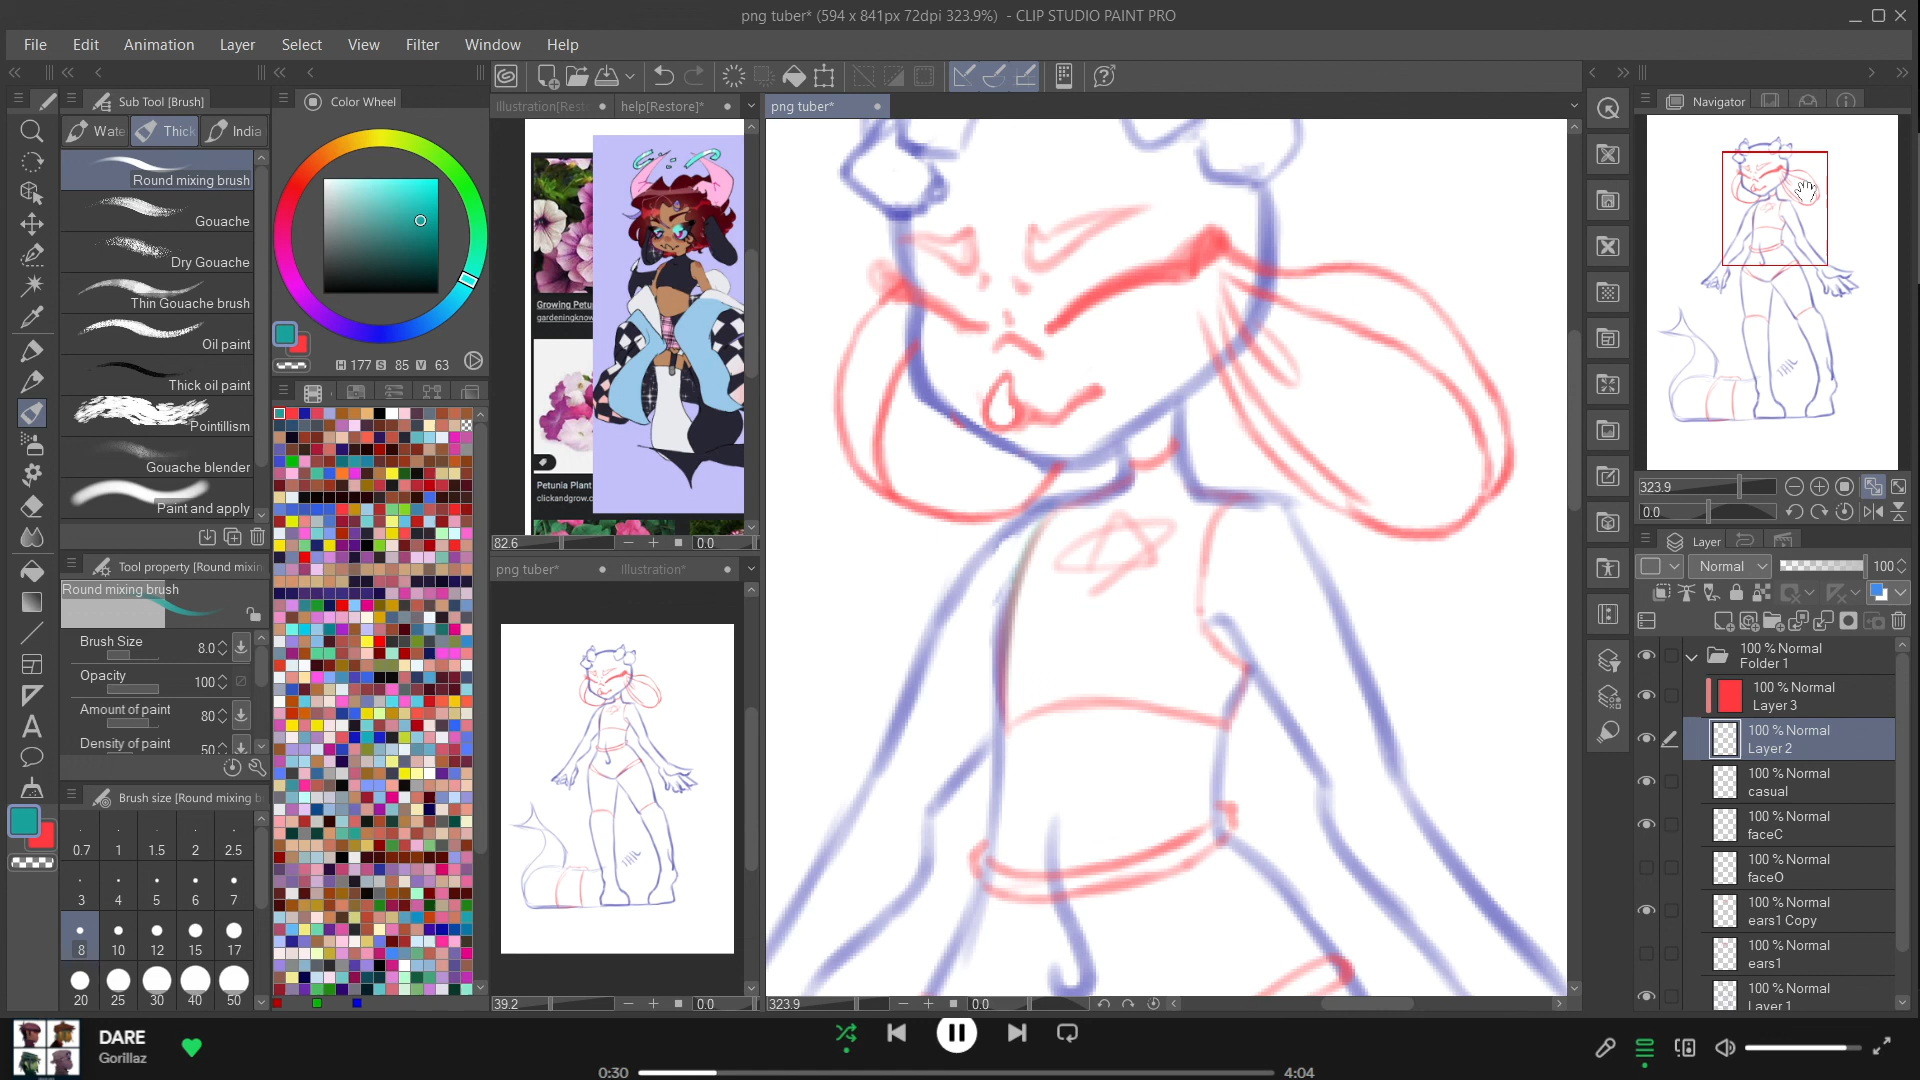 png tuber* (594 x 841px 72dpi 323.9%) - CLIP STUDIO PAINT PRO
File Edit Animation Layer Select View Filter Window Help
Sub Tool [Brush]
Wate Thick India
Round mixing brush
Gouache
Dry Gouache
Thin Gouache brush
Oil paint
Thick oil paint
Pointillism
Gouache blender
Paint and apply
Tool property [Round mixin
Round mixing brush
Brush Size 8.0
Opacity 100
Amount of paint 80
Density of paint 50
Brush size [Round mixing b
0.7 1 1.5 2 2.5
3 4 5 6 7
8 10 12 15 17
20 25 30 40 50
Color Wheel
H 177 S 85 V 63
Illustration[Rest help[Restore]*
Growing Petu
gardeningknow
Petunia Plant
clickandgrow.c
82.6 0.0
png tuber* Illustration*
39.2 0.0
png tuber*
323.9 0.0
Navigator
323.9
0.0
Layer
Normal 100
100 % Normal
Folder 1
100 % Normal
Layer 3
100 % Normal
Layer 2
100 % Normal
casual
100 % Normal
faceC
100 % Normal
faceO
100 % Normal
ears1 Copy
100 % Normal
ears1
100 % Normal
Layer 1
DARE
Gorillaz
0:30 4:04